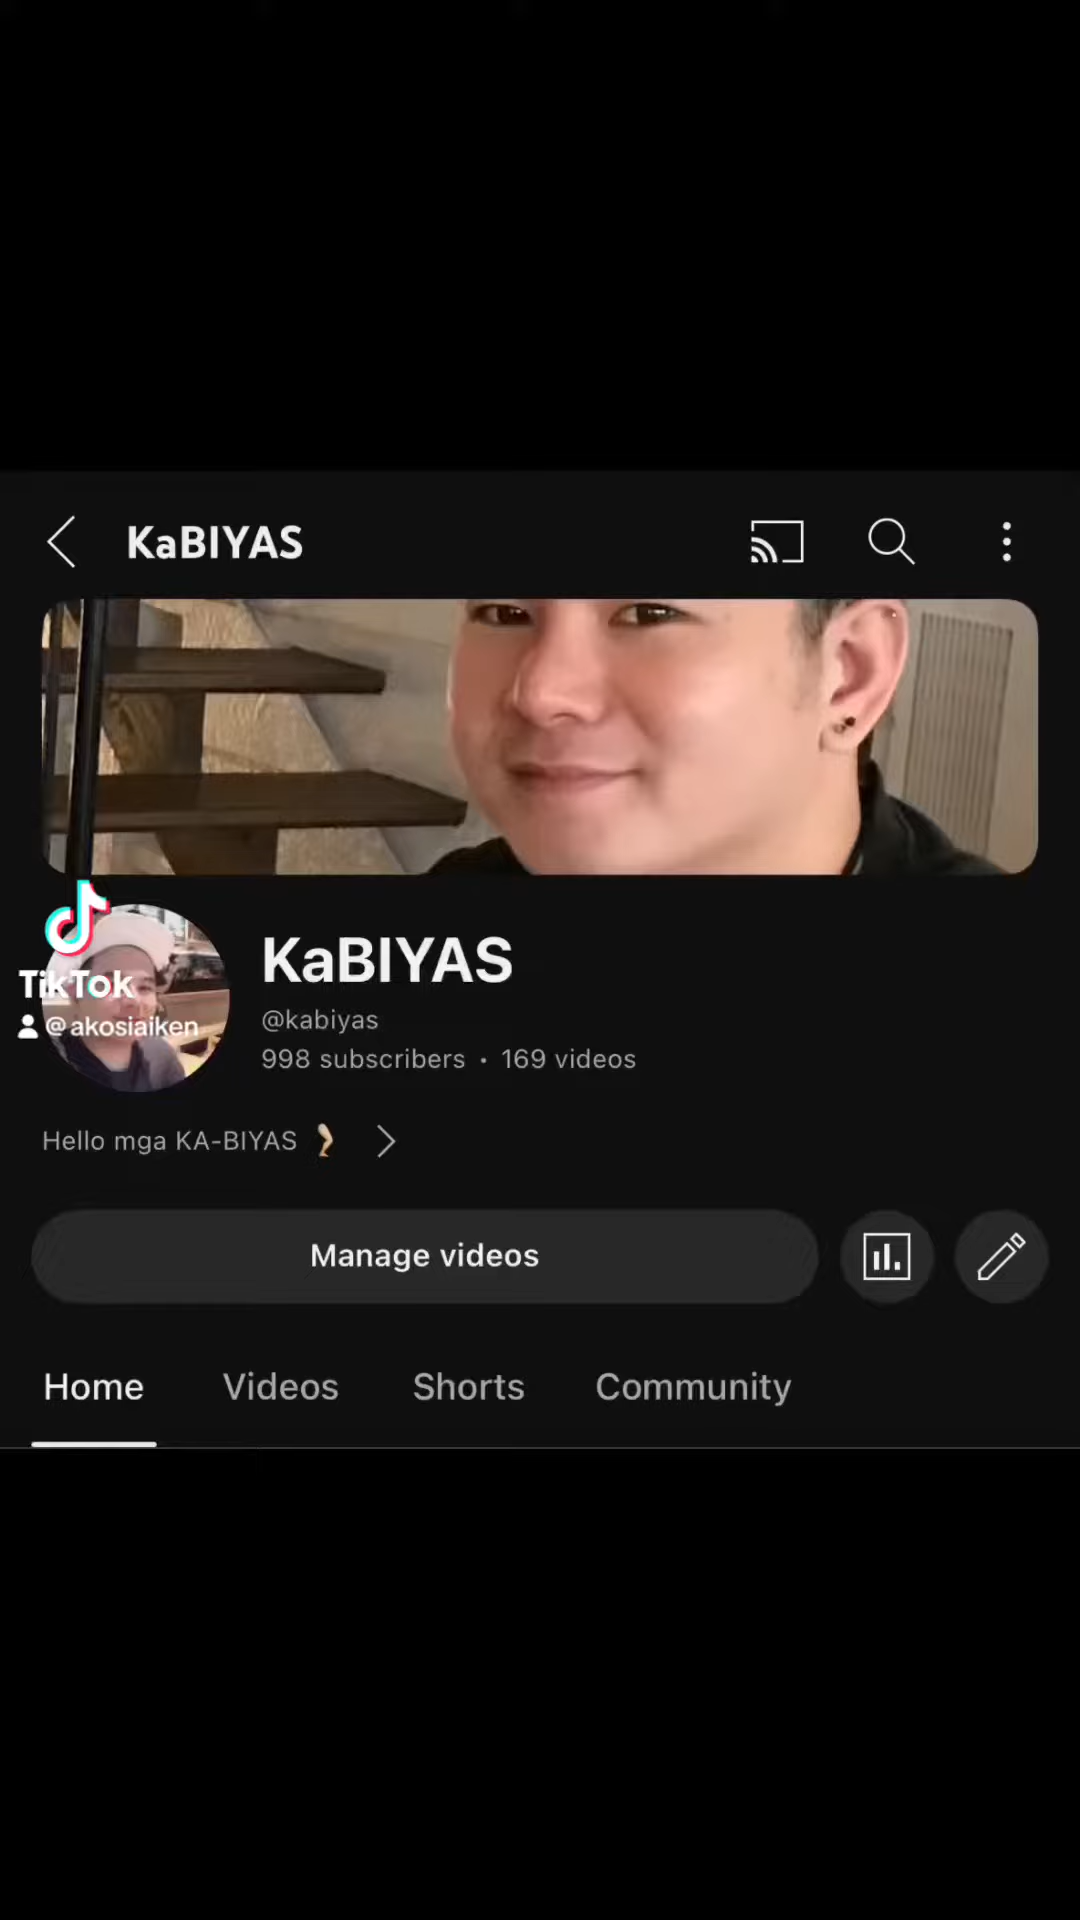 KaBIYAS
TikTok
@akosiaiken
KaBIYAS
@kabiyas
998 subscribers • 169 videos
Hello mga KA-BIYAS
Manage videos
Home Videos Shorts Community